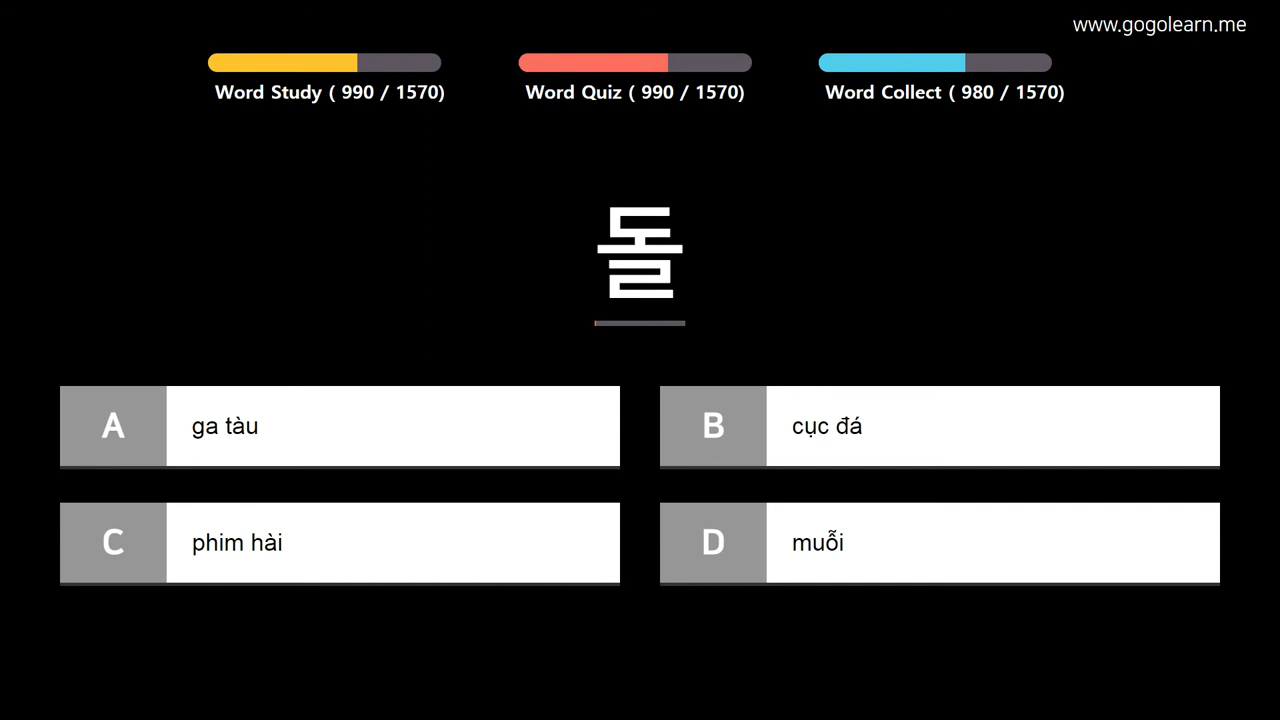 www.gogolearn.me
Word Study ( 990 / 1570)
Word Quiz ( 990 / 1570)
Word Collect ( 980 / 1570)
돌
A ga tàu
B cục đá
C phim hài
D muỗi